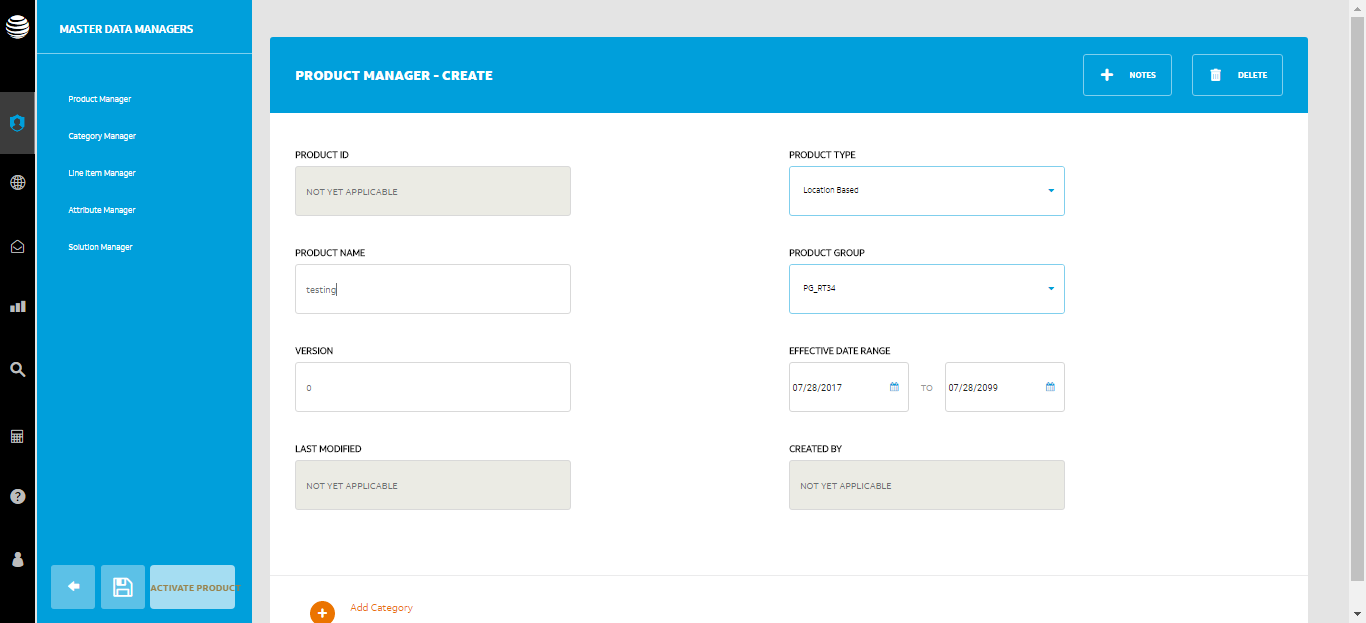 MASTER DATA MANAGERS
Product Manager
Category Manager
Line Item Manager
Attribute Manager
Solution Manager
ACTIVATE PRODUC
PRODUCT MANAGER - CREATE
NOTES
DELETE
PRODUCT ID
NOT YET APPLICABLE
PRODUCT TYPE
Location Based
PRODUCT NAME
testing
PRODUCT GROUP
PG_RT34
VERSION
0
EFFECTIVE DATE RANGE
07/28/2017 TO 07/28/2099
LAST MODIFIED
NOT YET APPLICABLE
CREATED BY
NOT YET APPLICABLE
Add Category